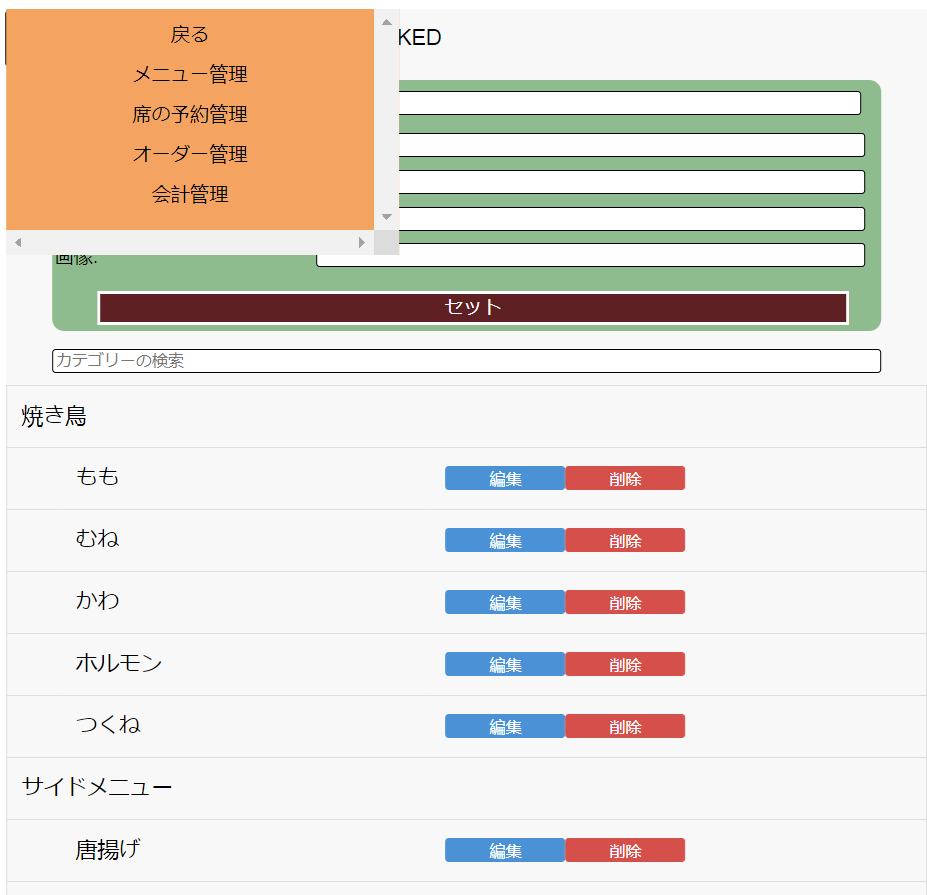 戻る
KED
メニュー管理
席の予約管理
オーダー管理
会計管理
画像:
セット
カテゴリーの検索
焼き鳥
もも 編集 削除
むね 編集 削除
かわ 編集 削除
ホルモン 編集 削除
つくね 編集 削除
サイドメニュー
唐揚げ 編集 削除